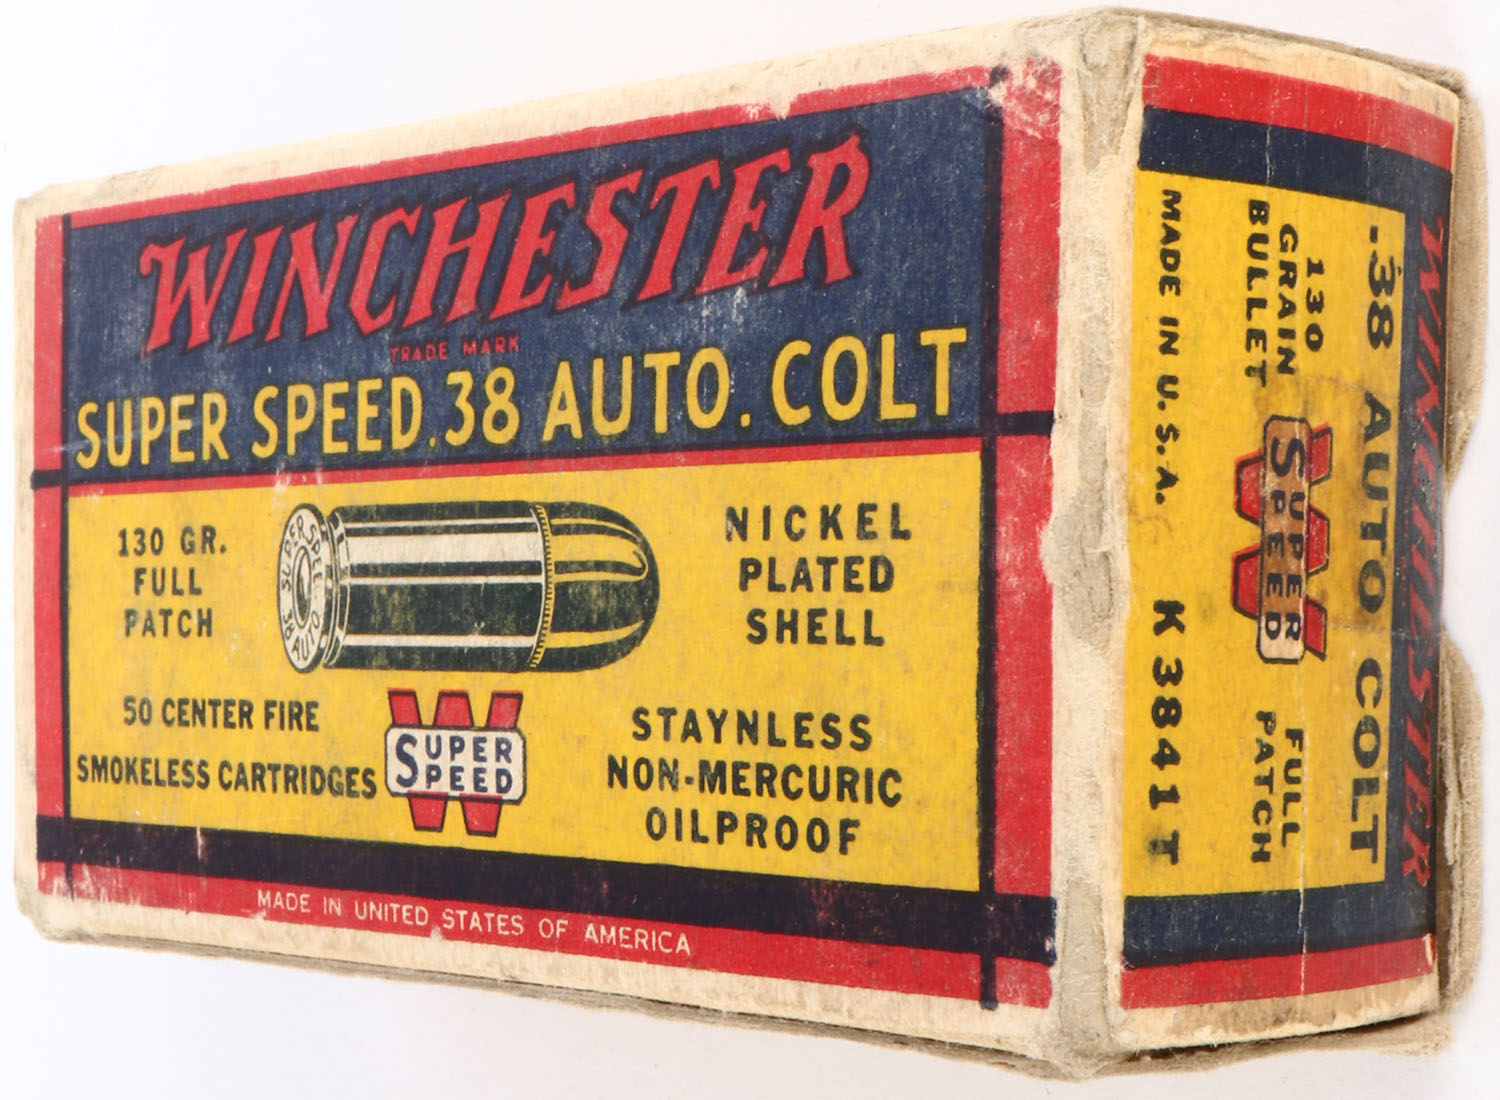 WINCHESTER
TRADE MARK
SUPER SPEED .38 AUTO. COLT
130 GR.
FULL
PATCH
SUPER SPEED
38 AUTO.
NICKEL
PLATED
SHELL
50 CENTER FIRE
SMOKELESS CARTRIDGES
W
SUPER
SPEED
STAYNLESS
NON-MERCURIC
OILPROOF
MADE IN UNITED STATES OF AMERICA
WINCHESTER
.38 AUTO COLT
130
GRAIN
BULLET
W
SUPER
SPEED
FULL
PATCH
MADE IN U.S.A.
K3841T